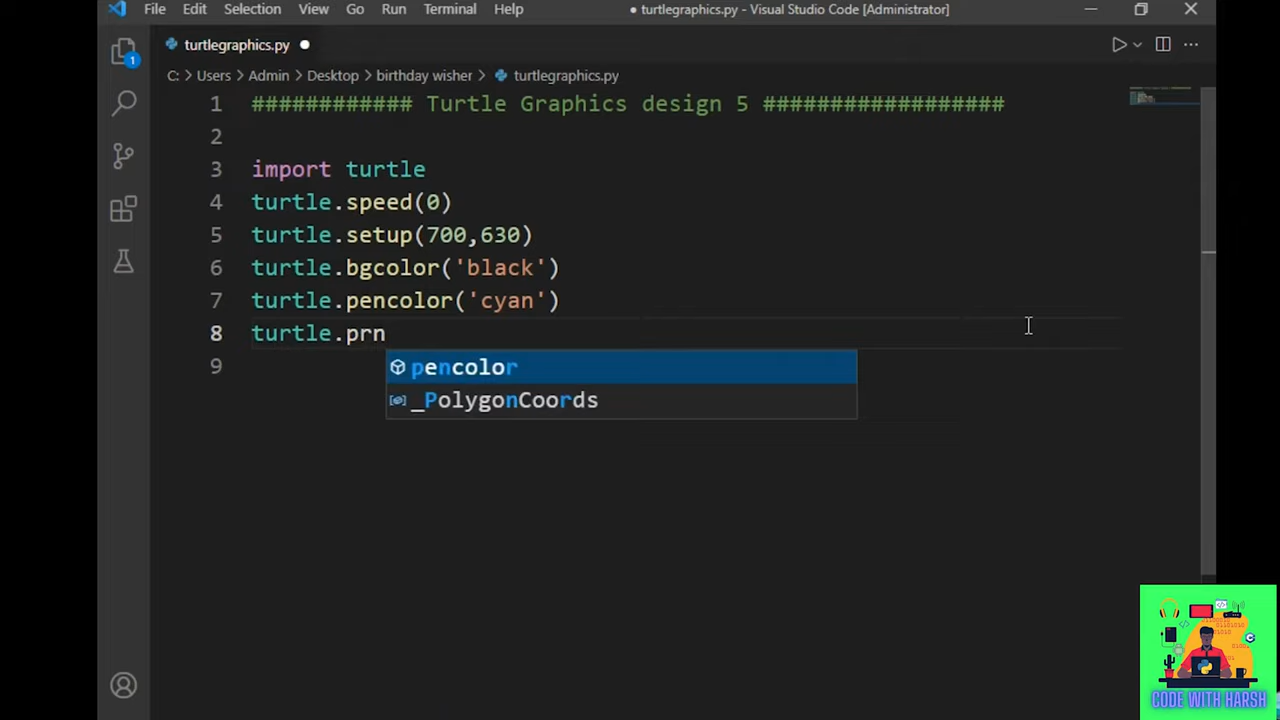 File Edit Selection View Go Run Terminal Help ● turtlegraphics.py - Visual Studio Code [Administrator]
turtlegraphics.py
C: > Users > Admin > Desktop > birthday wisher > turtlegraphics.py
1 ############ Turtle Graphics design 5 ##################
2
3 import turtle
4 turtle.speed(0)
5 turtle.setup(700,630)
6 turtle.bgcolor('black')
7 turtle.pencolor('cyan')
8 turtle.prn
pencolor
9
_PolygonCoords
1
CODE WITH HARSH